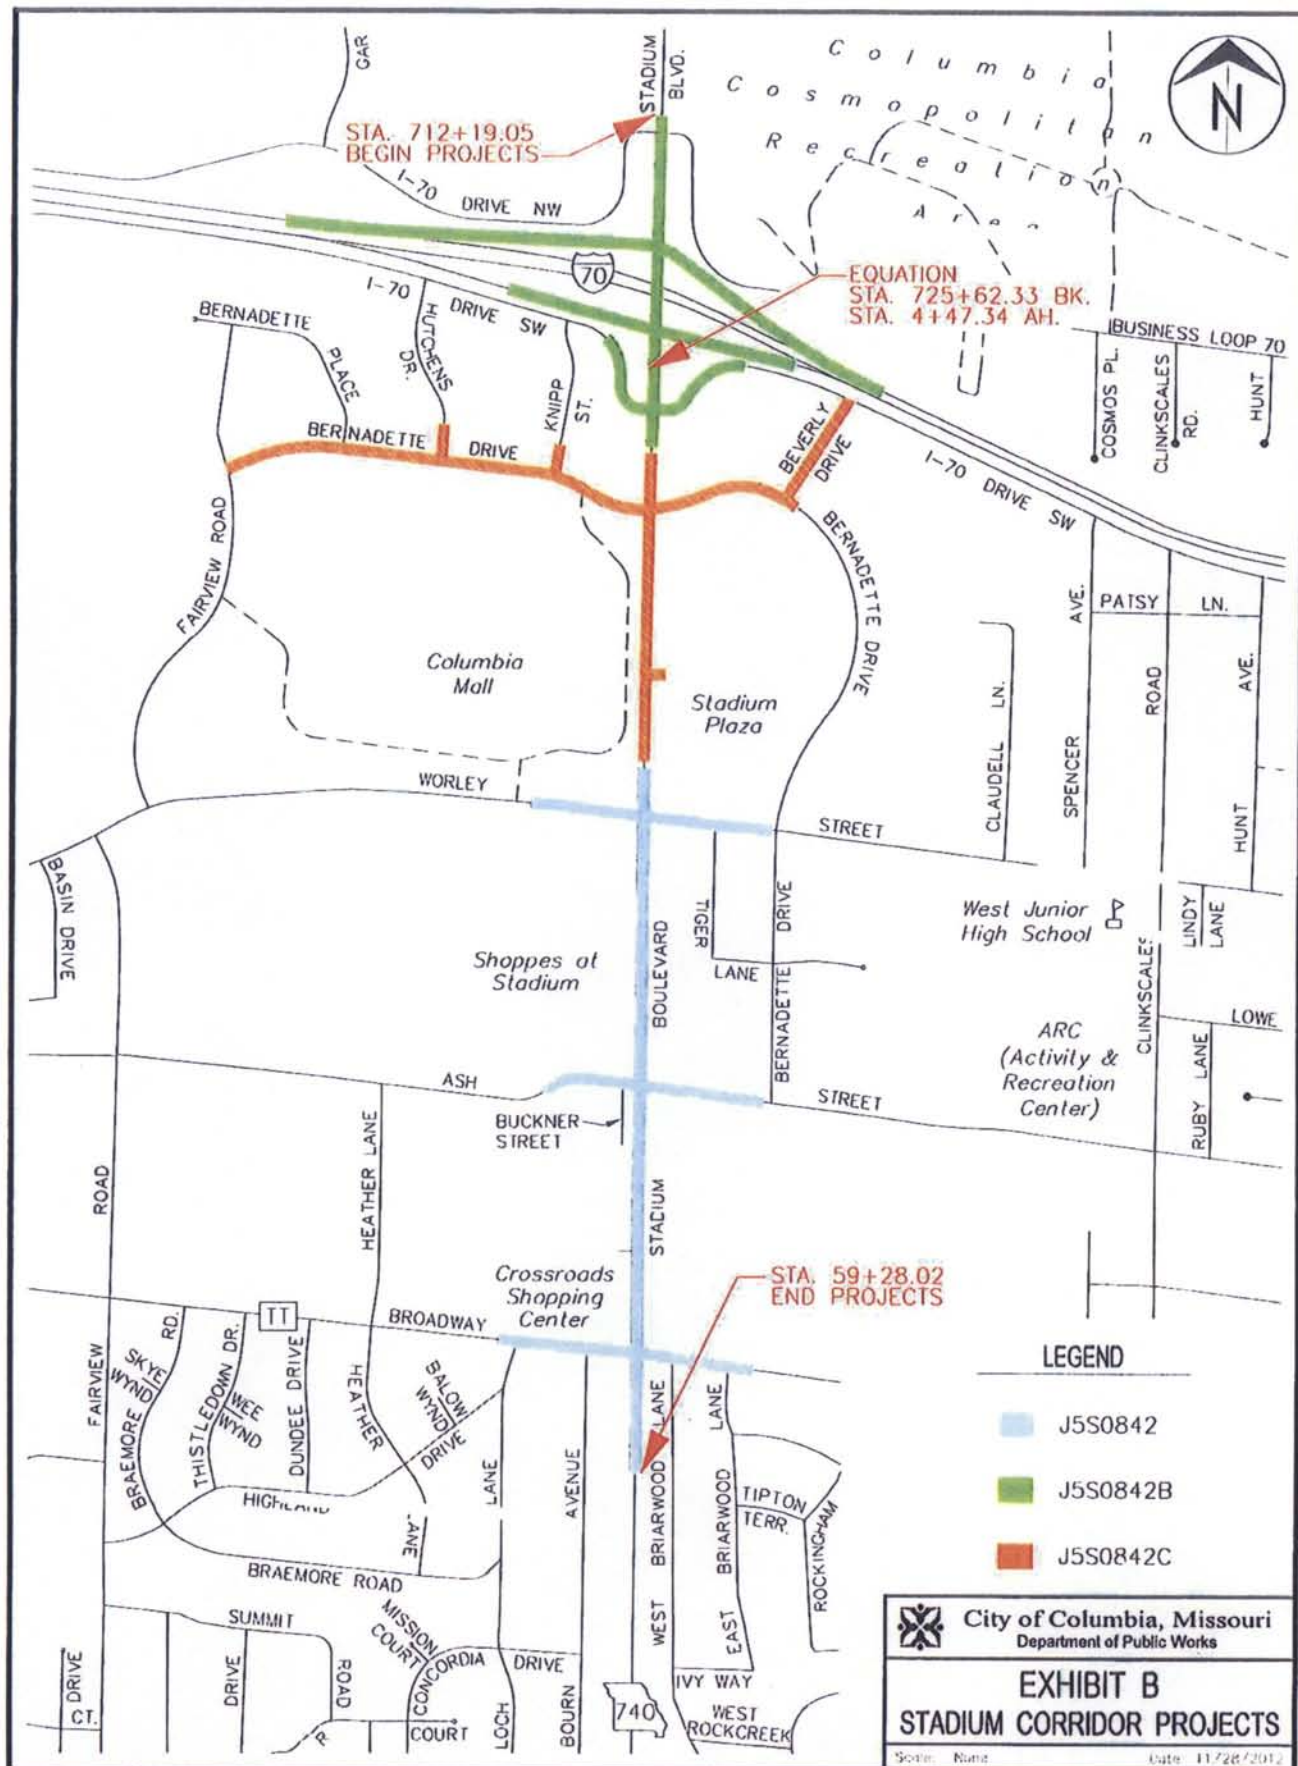 GAR
STADIUM
BLVD.
Columbia
Cosmopolitan
Recreation
Area
N
STA. 712+19.05
BEGIN PROJECTS
I-70 DRIVE NW
70
EQUATION
STA. 725+62.33 BK.
STA. 4+47.34 AH.
I-70 DRIVE SW
BERNADETTE
PLACE
HUTCHENS
DR.
KNIPP
ST.
BUSINESS LOOP 70
COSMOS PL.
CLINKSCALES
RD.
HUNT
BERNADETTE DRIVE
BEVERLY
DRIVE
I-70 DRIVE SW
FAIRVIEW ROAD
BERNADETTE DRIVE
PATSY LN.
Columbia
Mall
Stadium
Plaza
CLAUDELL LN.
SPENCER AVE.
ROAD
HUNT AVE.
WORLEY
STREET
BASIN DRIVE
TIGER
LANE
BOULEVARD
BERNADETTE DRIVE
West Junior
High School
LINDY
LANE
CLINKSCALES
Shoppes at
Stadium
ARC
(Activity &
Recreation
Center)
LOWE
RUBY LANE
ASH
STREET
BUCKNER
STREET
HEATHER LANE
FAIRVIEW ROAD
STADIUM
Crossroads
Shopping
Center
STA. 59+28.02
END PROJECTS
TT
BROADWAY
BRAEMORE RD.
SKYE
WYND
THISTLEDOWN DR.
WEE
WYND
DUNDEE DRIVE
HEATHER
LANE
BALOW
WYND
DRIVE
HIGHLAND
BRAEMORE ROAD
LOCH
LANE
BOURN
AVENUE
WEST BRIARWOOD LANE
EAST BRIARWOOD LANE
TIPTON
TERR.
ROCKINGHAM
SUMMIT
ROAD
DRIVE
DRIVE
CT.
MISSION
COURT
CONCORDIA DRIVE
COURT
740
IVY WAY
WEST
ROCKCREEK
LEGEND
J5S0842
J5S0842B
J5S0842C
City of Columbia, Missouri
Department of Public Works
EXHIBIT B
STADIUM CORRIDOR PROJECTS
Scale: None Date: 11/28/2012